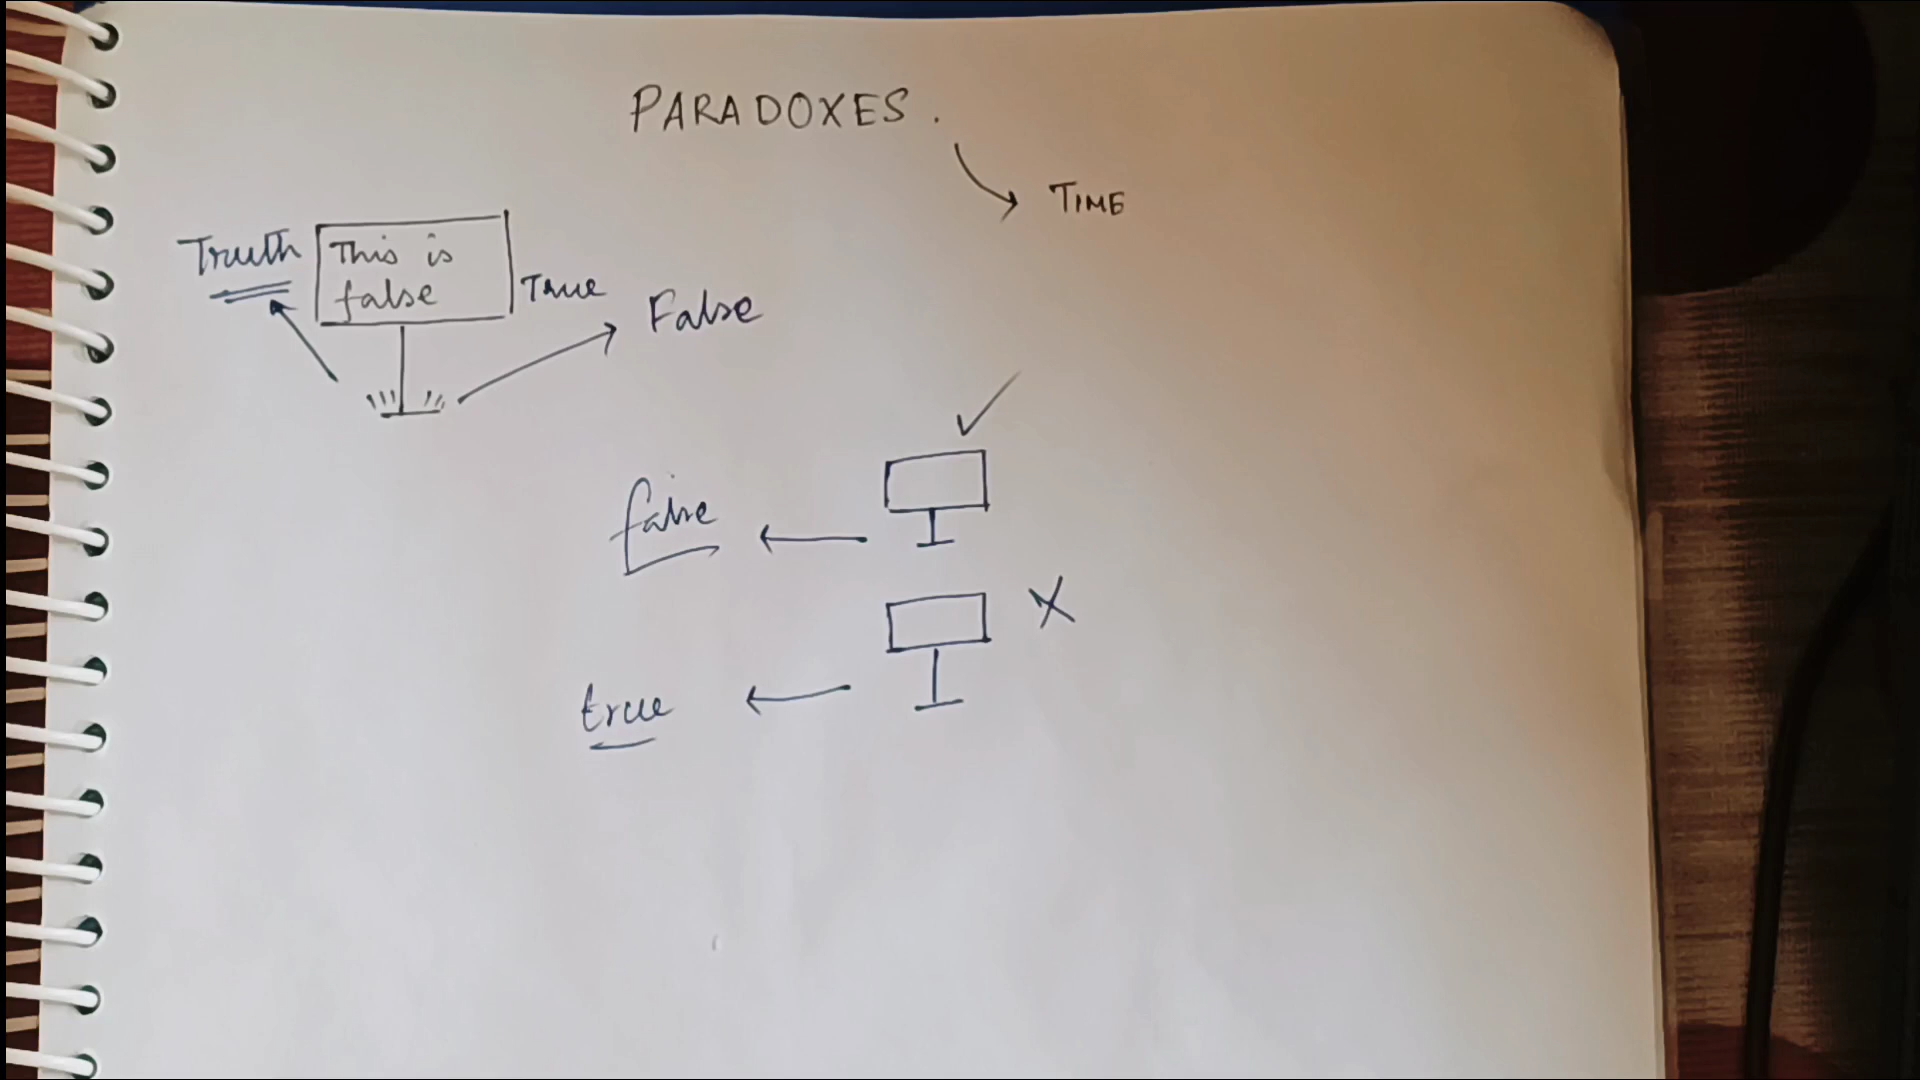 PARADOXES.
TIME
Truth
This is
false
True
False
false
true